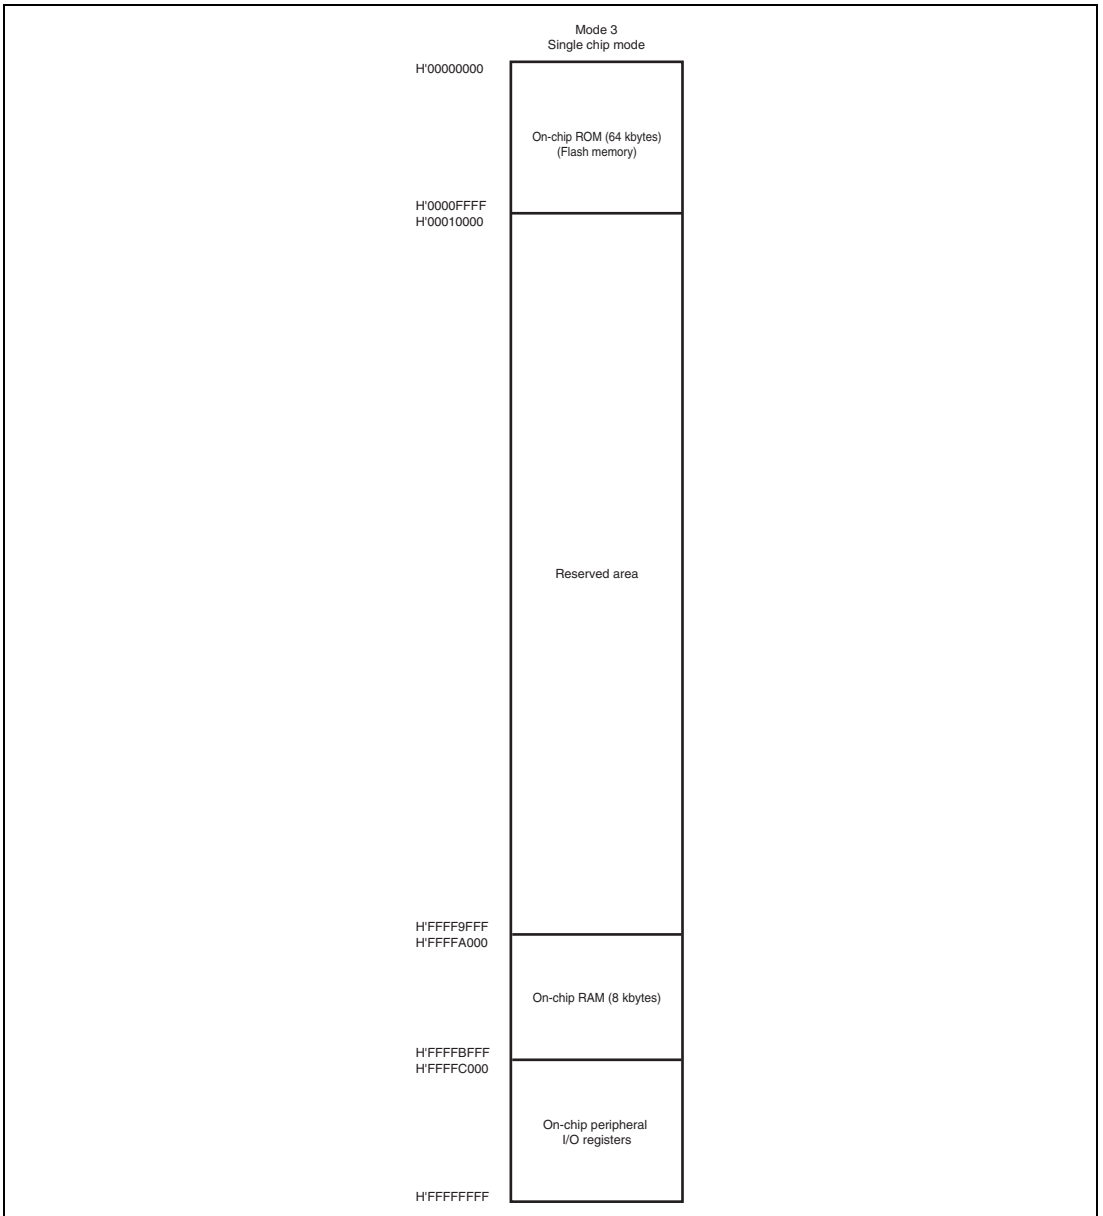 Mode 3
Single chip mode
H'00000000
On-chip ROM (64 kbytes)
(Flash memory)
H'0000FFFF
H'00010000
Reserved area
H'FFFF9FFF
H'FFFFA000
On-chip RAM (8 kbytes)
H'FFFFBFFF
H'FFFFC000
On-chip peripheral
I/O registers
H'FFFFFFFF